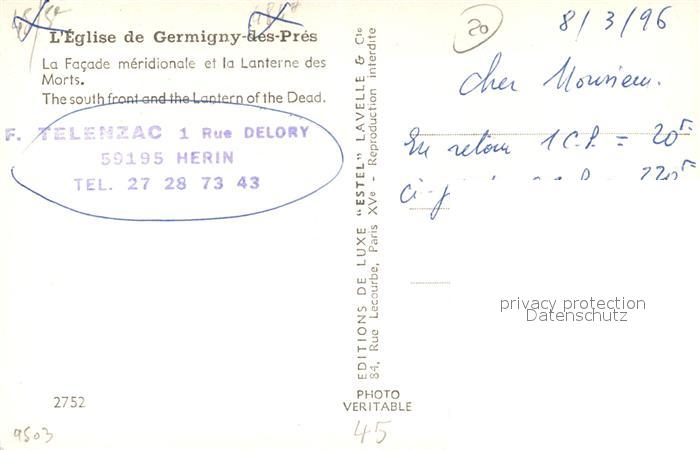 L'Église de Germigny-des-Prés
La Façade méridionale et la Lanterne des
Morts.
The south front and the Lantern of the Dead.
F. TELENZAC 1 Rue DELORY
59195 HERIN
TEL. 27 28 73 43
2752
9503
EDITIONS DE LUXE "ESTEL" LAVELLE & Cie
84, Rue Lecourbe, Paris XVe - Reproduction interdite
PHOTO
VERITABLE
45
20
8/3/96
Cher Monsieur.
En retour 1 C.P. = 20F
ci-j
privacy protection
Datenschutz